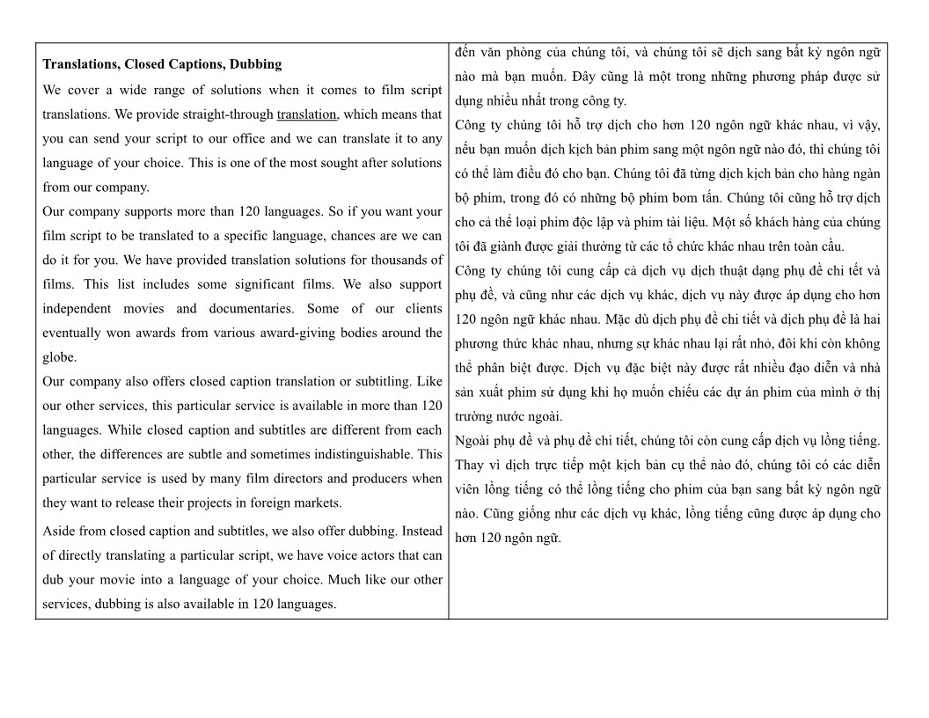 Translations, Closed Captions, Dubbing
We cover a wide range of solutions when it comes to film script
translations. We provide straight-through translation, which means that
you can send your script to our office and we can translate it to any
language of your choice. This is one of the most sought after solutions
from our company.
Our company supports more than 120 languages. So if you want your
film script to be translated to a specific language, chances are we can
do it for you. We have provided translation solutions for thousands of
films. This list includes some significant films. We also support
independent movies and documentaries. Some of our clients
eventually won awards from various award-giving bodies around the
globe.
Our company also offers closed caption translation or subtitling. Like
our other services, this particular service is available in more than 120
languages. While closed caption and subtitles are different from each
other, the differences are subtle and sometimes indistinguishable. This
particular service is used by many film directors and producers when
they want to release their projects in foreign markets.
Aside from closed caption and subtitles, we also offer dubbing. Instead
of directly translating a particular script, we have voice actors that can
dub your movie into a language of your choice. Much like our other
services, dubbing is also available in 120 languages.
đến văn phòng của chúng tôi, và chúng tôi sẽ dịch sang bất kỳ ngôn ngữ
nào mà bạn muốn. Đây cũng là một trong những phương pháp được sử
dụng nhiều nhất trong công ty.
Công ty chúng tôi hỗ trợ dịch cho hơn 120 ngôn ngữ khác nhau, vì vậy,
nếu bạn muốn dịch kịch bản phim sang một ngôn ngữ nào đó, thì chúng tôi
có thể làm điều đó cho bạn. Chúng tôi đã từng dịch kịch bản cho hàng ngàn
bộ phim, trong đó có những bộ phim bom tấn. Chúng tôi cũng hỗ trợ dịch
cho cả thể loại phim độc lập và phim tài liệu. Một số khách hàng của chúng
tôi đã giành được giải thưởng từ các tổ chức khác nhau trên toàn cầu.
Công ty chúng tôi cung cấp cả dịch vụ dịch thuật dạng phụ đề chi tết và
phụ đề, và cũng như các dịch vụ khác, dịch vụ này được áp dụng cho hơn
120 ngôn ngữ khác nhau. Mặc dù dịch phụ đề chi tiết và dịch phụ đề là hai
phương thức khác nhau, nhưng sự khác nhau lại rất nhỏ, đôi khi còn không
thể phân biệt được. Dịch vụ đặc biệt này được rất nhiều đạo diễn và nhà
sản xuất phim sử dụng khi họ muốn chiếu các dự án phim của mình ở thị
trường nước ngoài.
Ngoài phụ đề và phụ đề chi tiết, chúng tôi còn cung cấp dịch vụ lồng tiếng.
Thay vì dịch trực tiếp một kịch bản cụ thể nào đó, chúng tôi có các diễn
viên lồng tiếng có thể lồng tiếng cho phim của bạn sang bất kỳ ngôn ngữ
nào. Cũng giống như các dịch vụ khác, lồng tiếng cũng được áp dụng cho
hơn 120 ngôn ngữ.